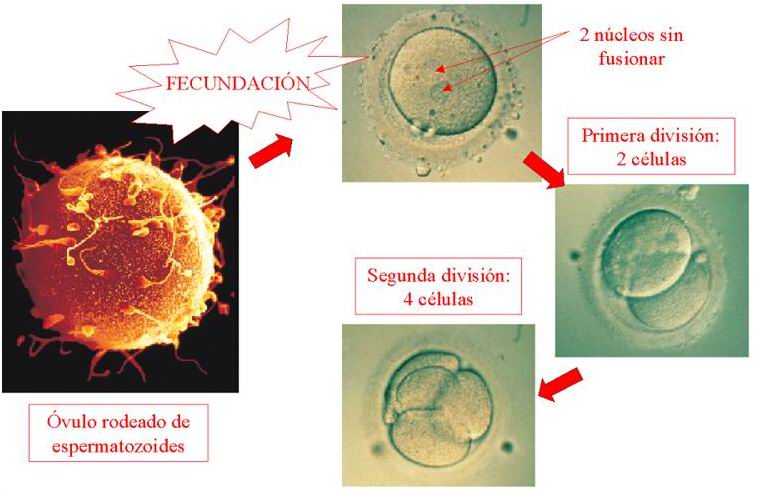 FECUNDACIÓN
2 núcleos sin
fusionar
Primera división:
2 células
Segunda división:
4 células
Óvulo rodeado de
espermatozoides